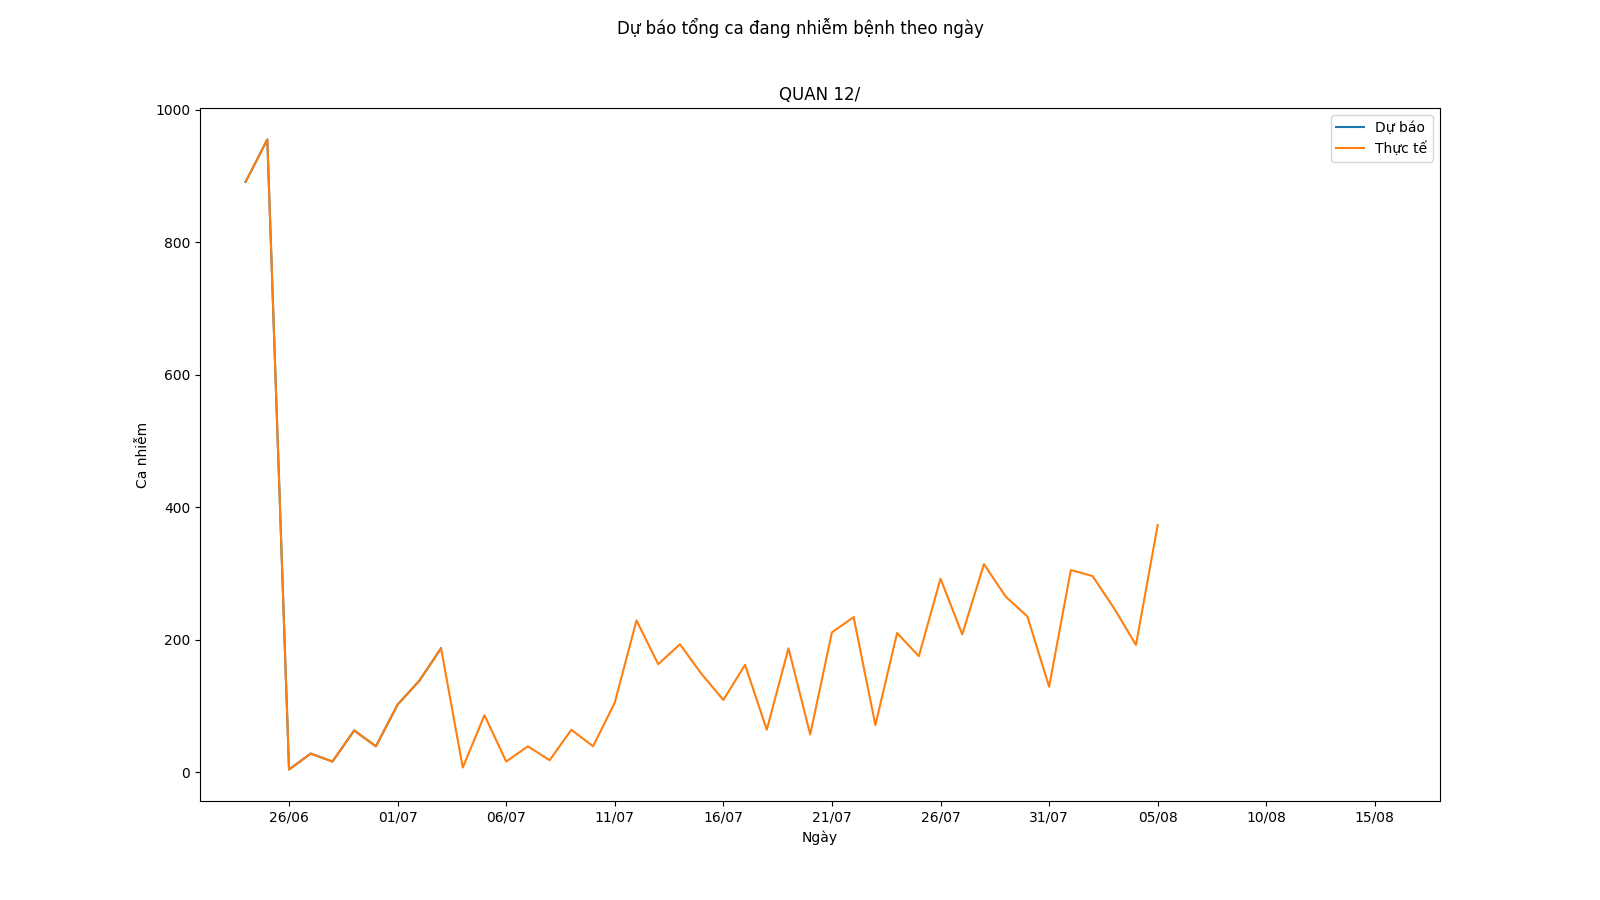 Dự báo tổng ca đang nhiễm bệnh theo ngày
QUAN 12/
Dự báo
Thực tế
1000
800
600
400
200
0
Ca nhiễm
26/06
01/07
06/07
11/07
16/07
21/07
26/07
31/07
05/08
10/08
15/08
Ngày